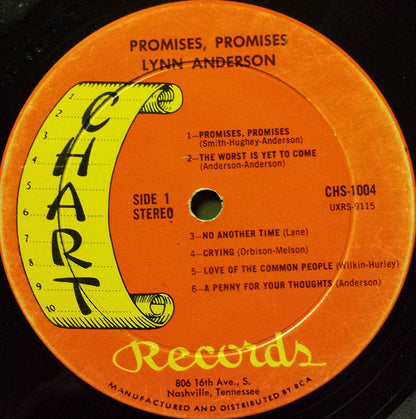 PROMISES, PROMISES
LYNN ANDERSON
1
2
3
4
5
6
7
8
9
10
CHART
1—PROMISES, PROMISES
(Smith-Hughey-Anderson)
2—THE WORST IS YET TO COME
(Anderson-Anderson)
SIDE 1
STEREO
CHS-1004
UXRS-9115
3—NO ANOTHER TIME (Lane)
4—CRYING (Orbison-Melson)
5—LOVE OF THE COMMON PEOPLE (Wilkin-Hurley)
6—A PENNY FOR YOUR THOUGHTS (Anderson)
Records
806 16th Ave., S.
Nashville, Tennessee
MANUFACTURED AND DISTRIBUTED BY RCA